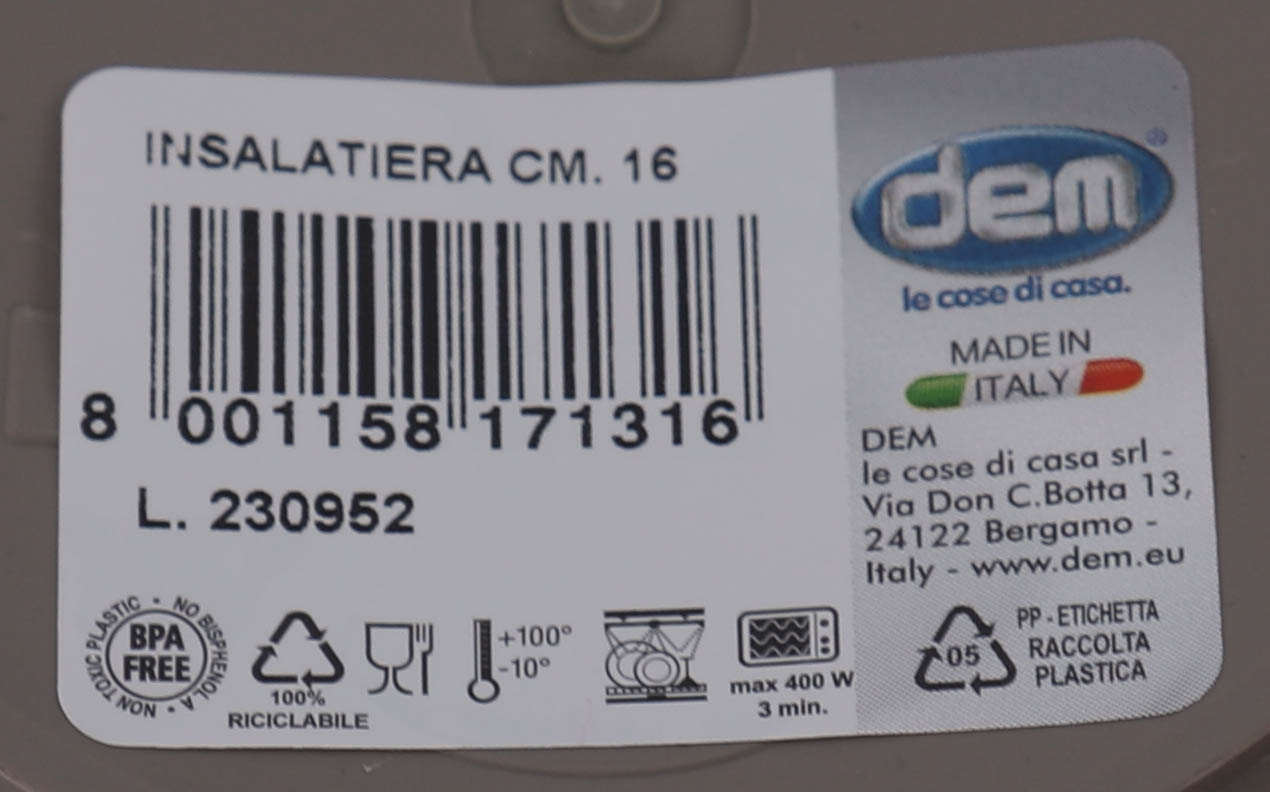 INSALATIERA CM. 16
8 001158 171316
L. 230952
NON TOXIC PLASTIC • NO BISPHENOL A •
BPA
FREE
100%
RICICLABILE
+100°
-10°
max 400 W
3 min.
dem®
le cose di casa.
MADE IN
ITALY
DEM
le cose di casa srl -
Via Don C.Botta 13,
24122 Bergamo -
Italy - www.dem.eu
05
PP - ETICHETTA
RACCOLTA
PLASTICA